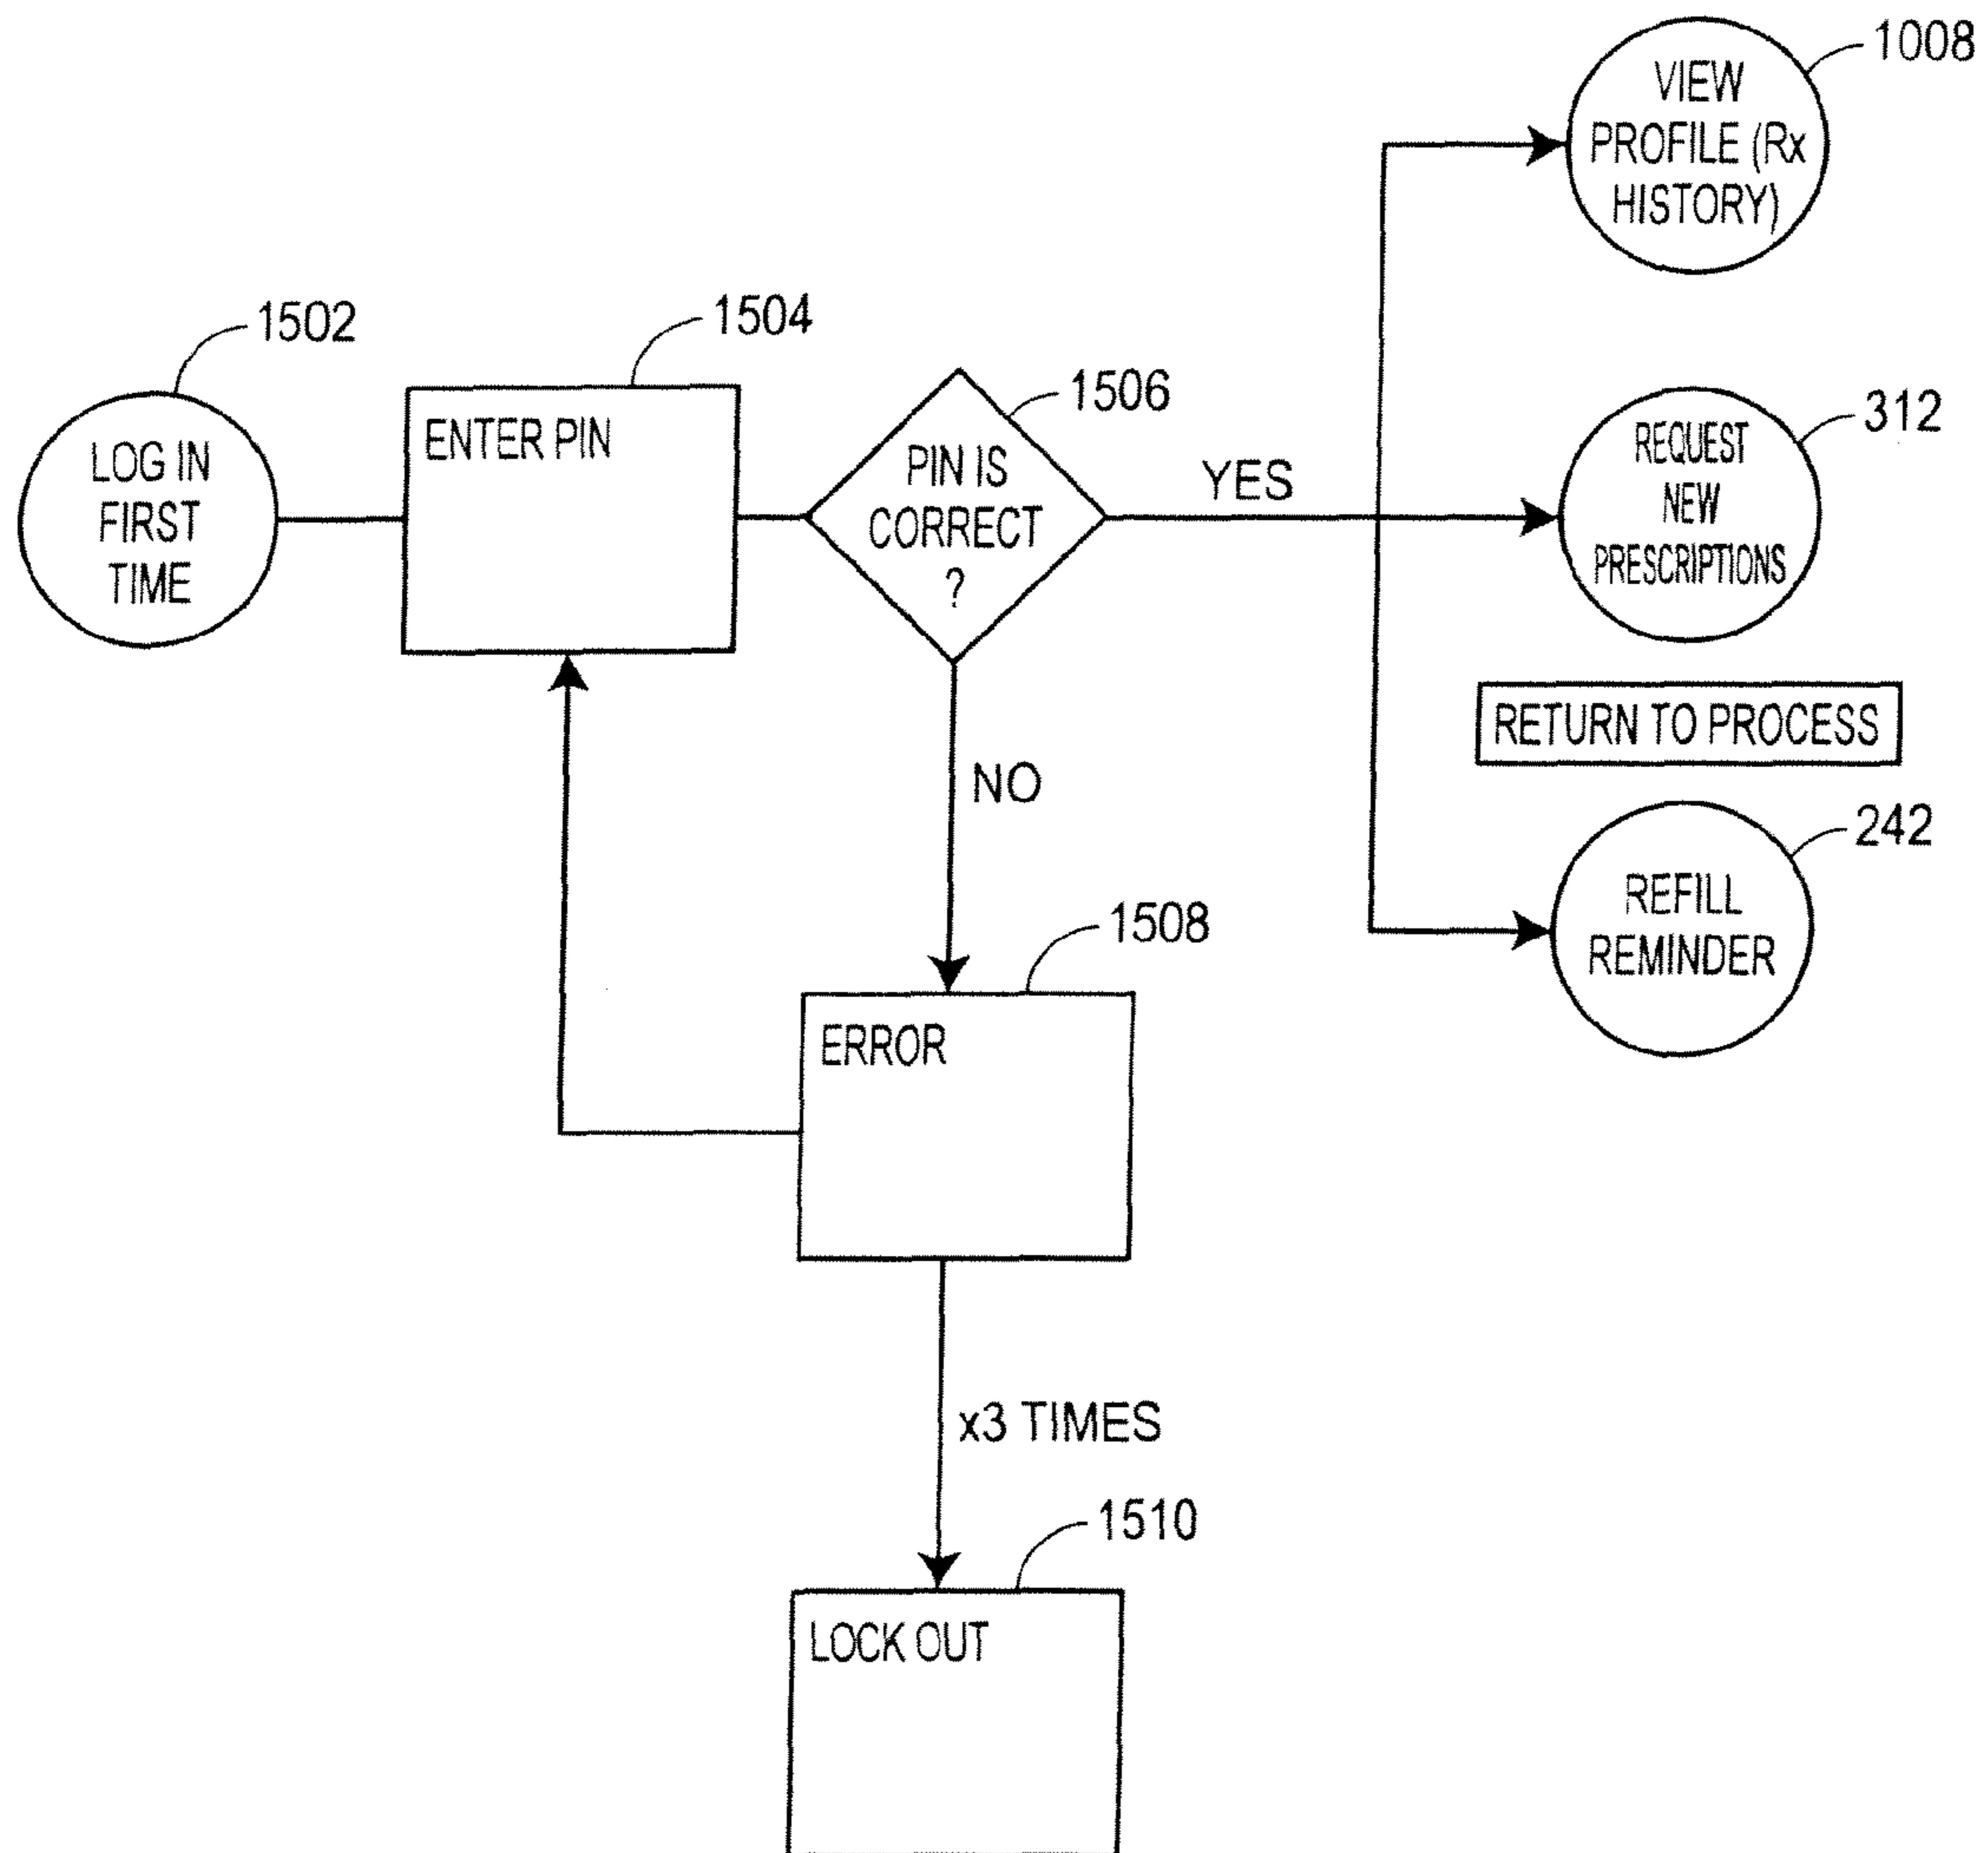 1008
VIEW
PROFILE (Rx
HISTORY)
1502
LOG IN
FIRST
TIME
1504
ENTER PIN
1506
PIN IS
CORRECT
?
YES
312
REQUEST
NEW
PRESCRIPTIONS
RETURN TO PROCESS
NO
242
REFILL
REMINDER
1508
ERROR
x3 TIMES
1510
LOCK OUT